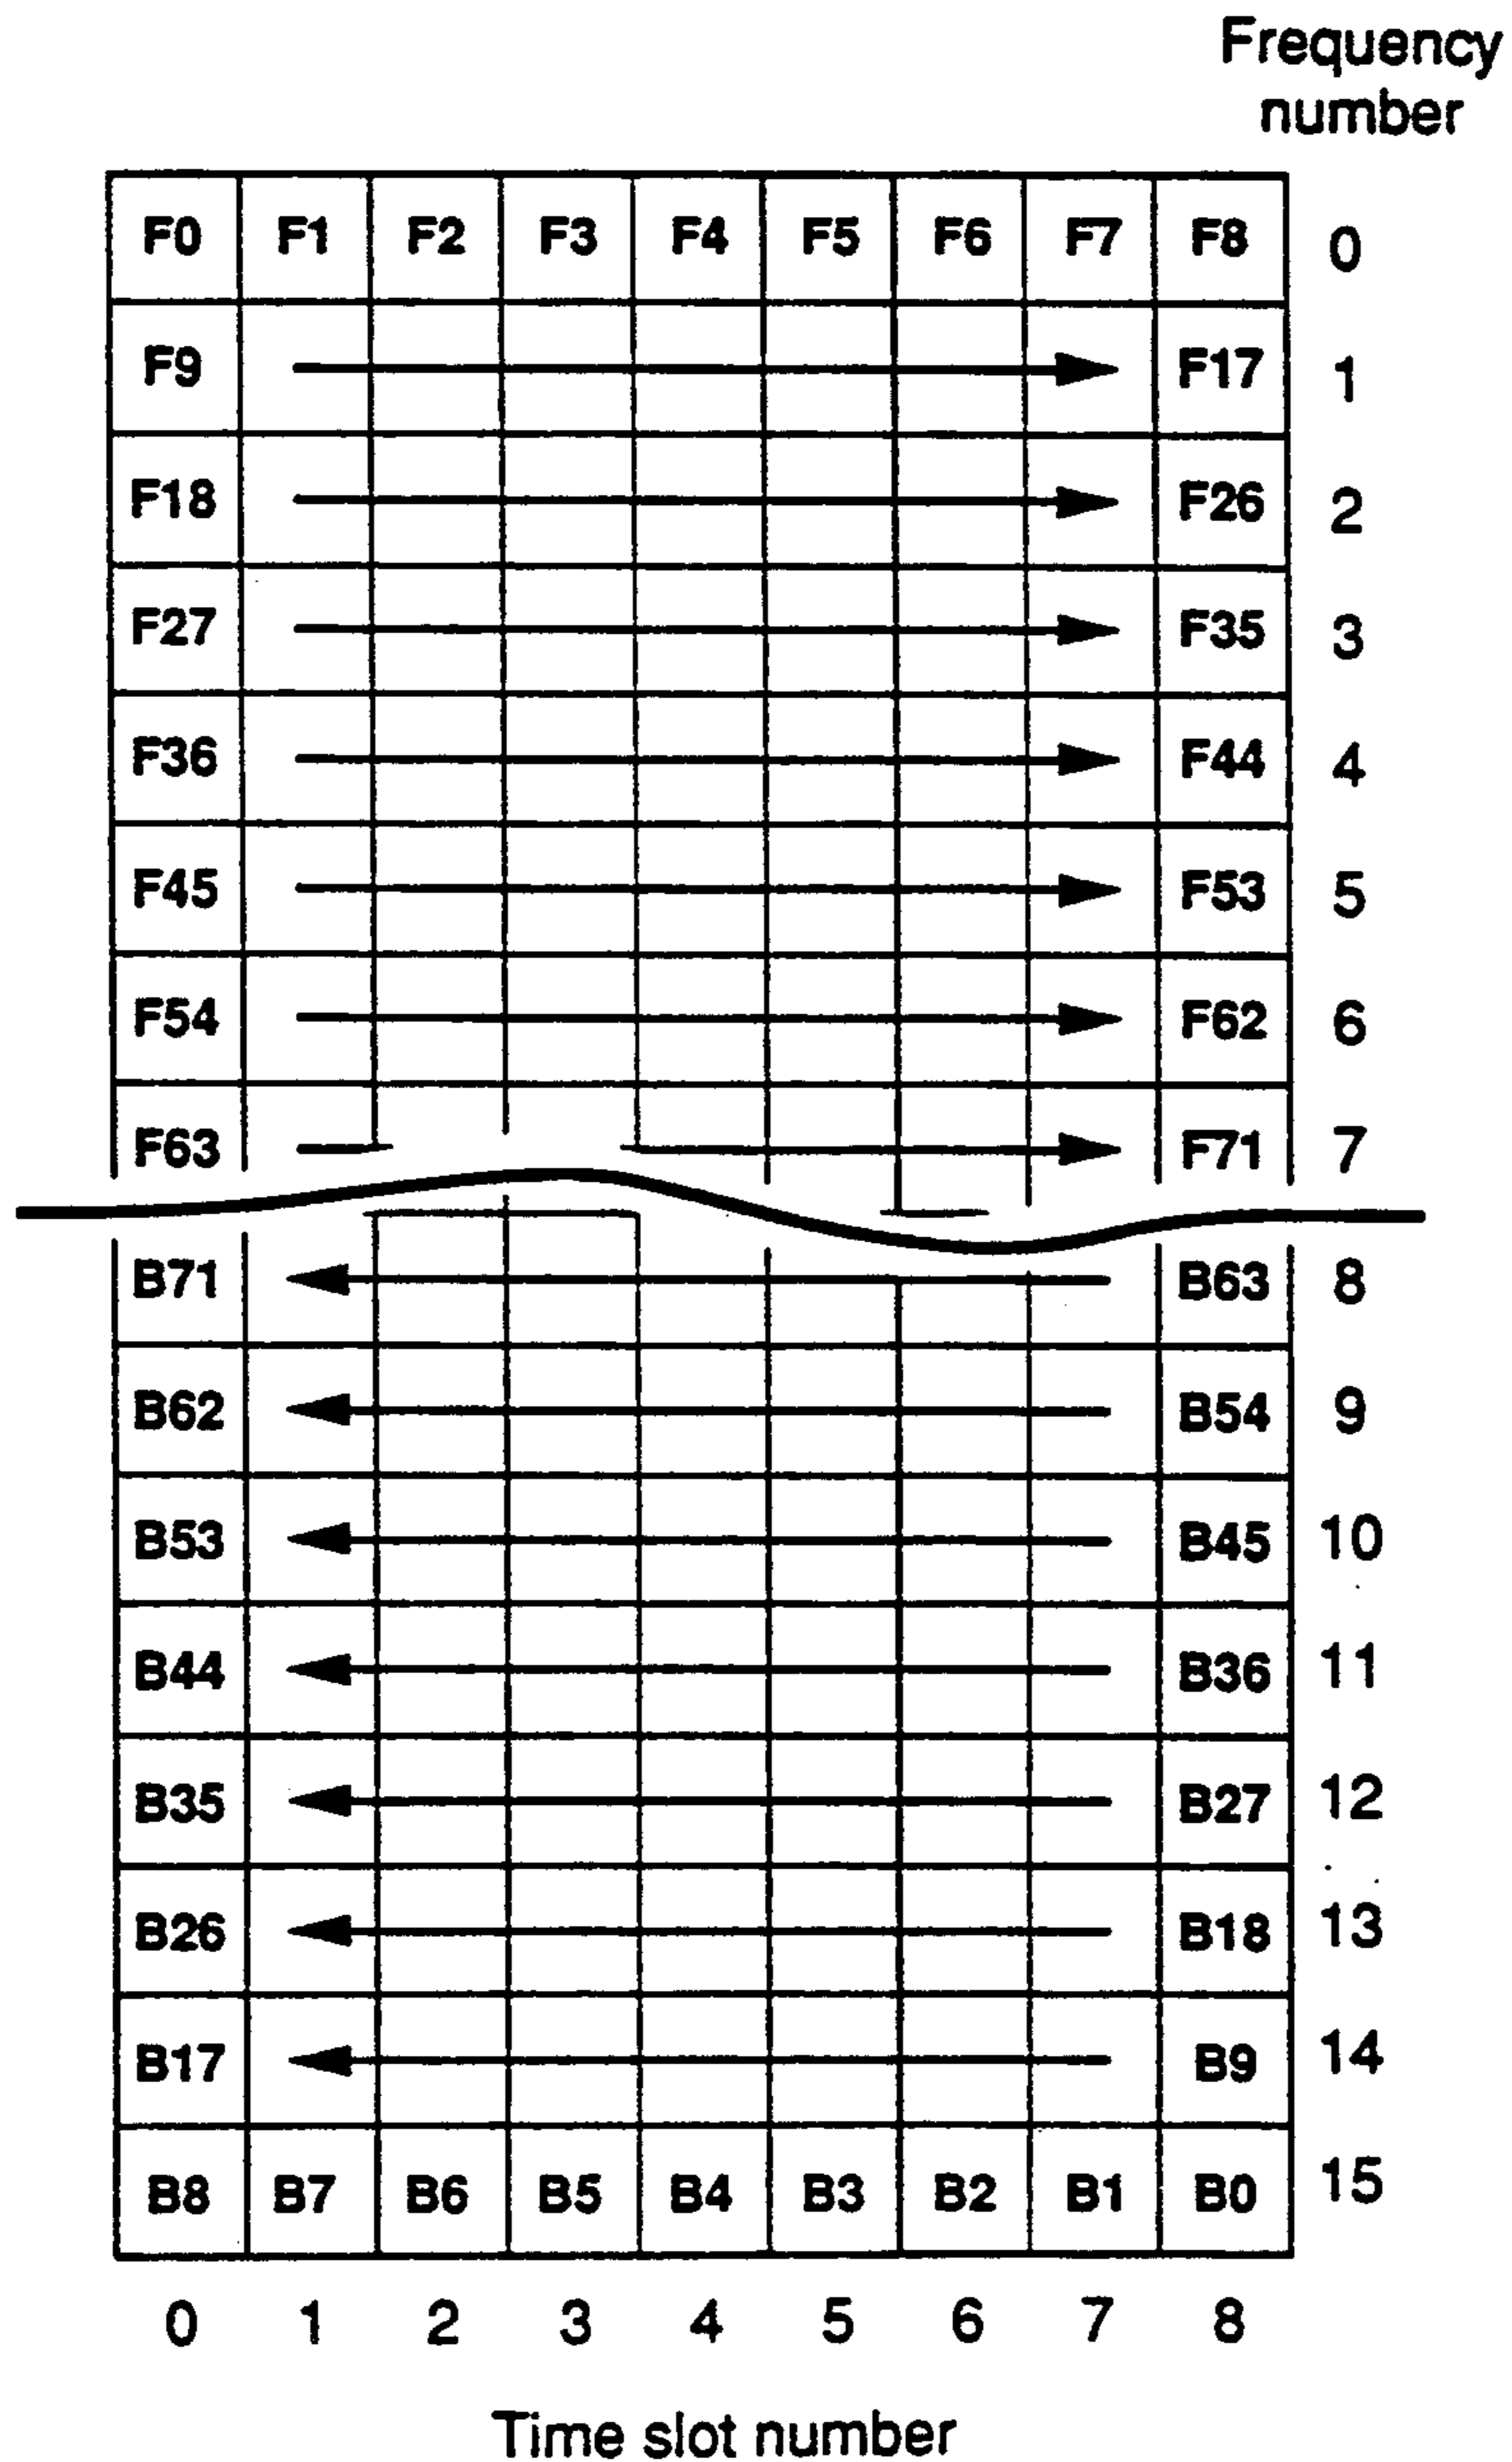 Frequency
number
F0 F1 F2 F3 F4 F5 F6 F7 F8 0
F9 F17 1
F18 F26 2
F27 F35 3
F36 F44 4
F45 F53 5
F54 F62 6
F63 F71 7
B71 B63 8
B62 B54 9
B53 B45 10
B44 B36 11
B35 B27 12
B26 B18 13
B17 B9 14
B8 B7 B6 B5 B4 B3 B2 B1 B0 15
0 1 2 3 4 5 6 7 8
Time slot number